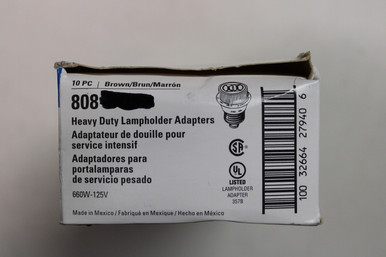 10 PC | Brown/Brun/Marrón
808
Heavy Duty Lampholder Adapters
Adaptateur de douille pour
service intensif
Adaptadores para
portalamparas
de servicio pesado
660W-125V
Made in Mexico / Fabriqué en Mexique / Hecho en México
SA
UL
LISTED
LAMPHOLDER
ADAPTER
357B
100 32664 27940 6